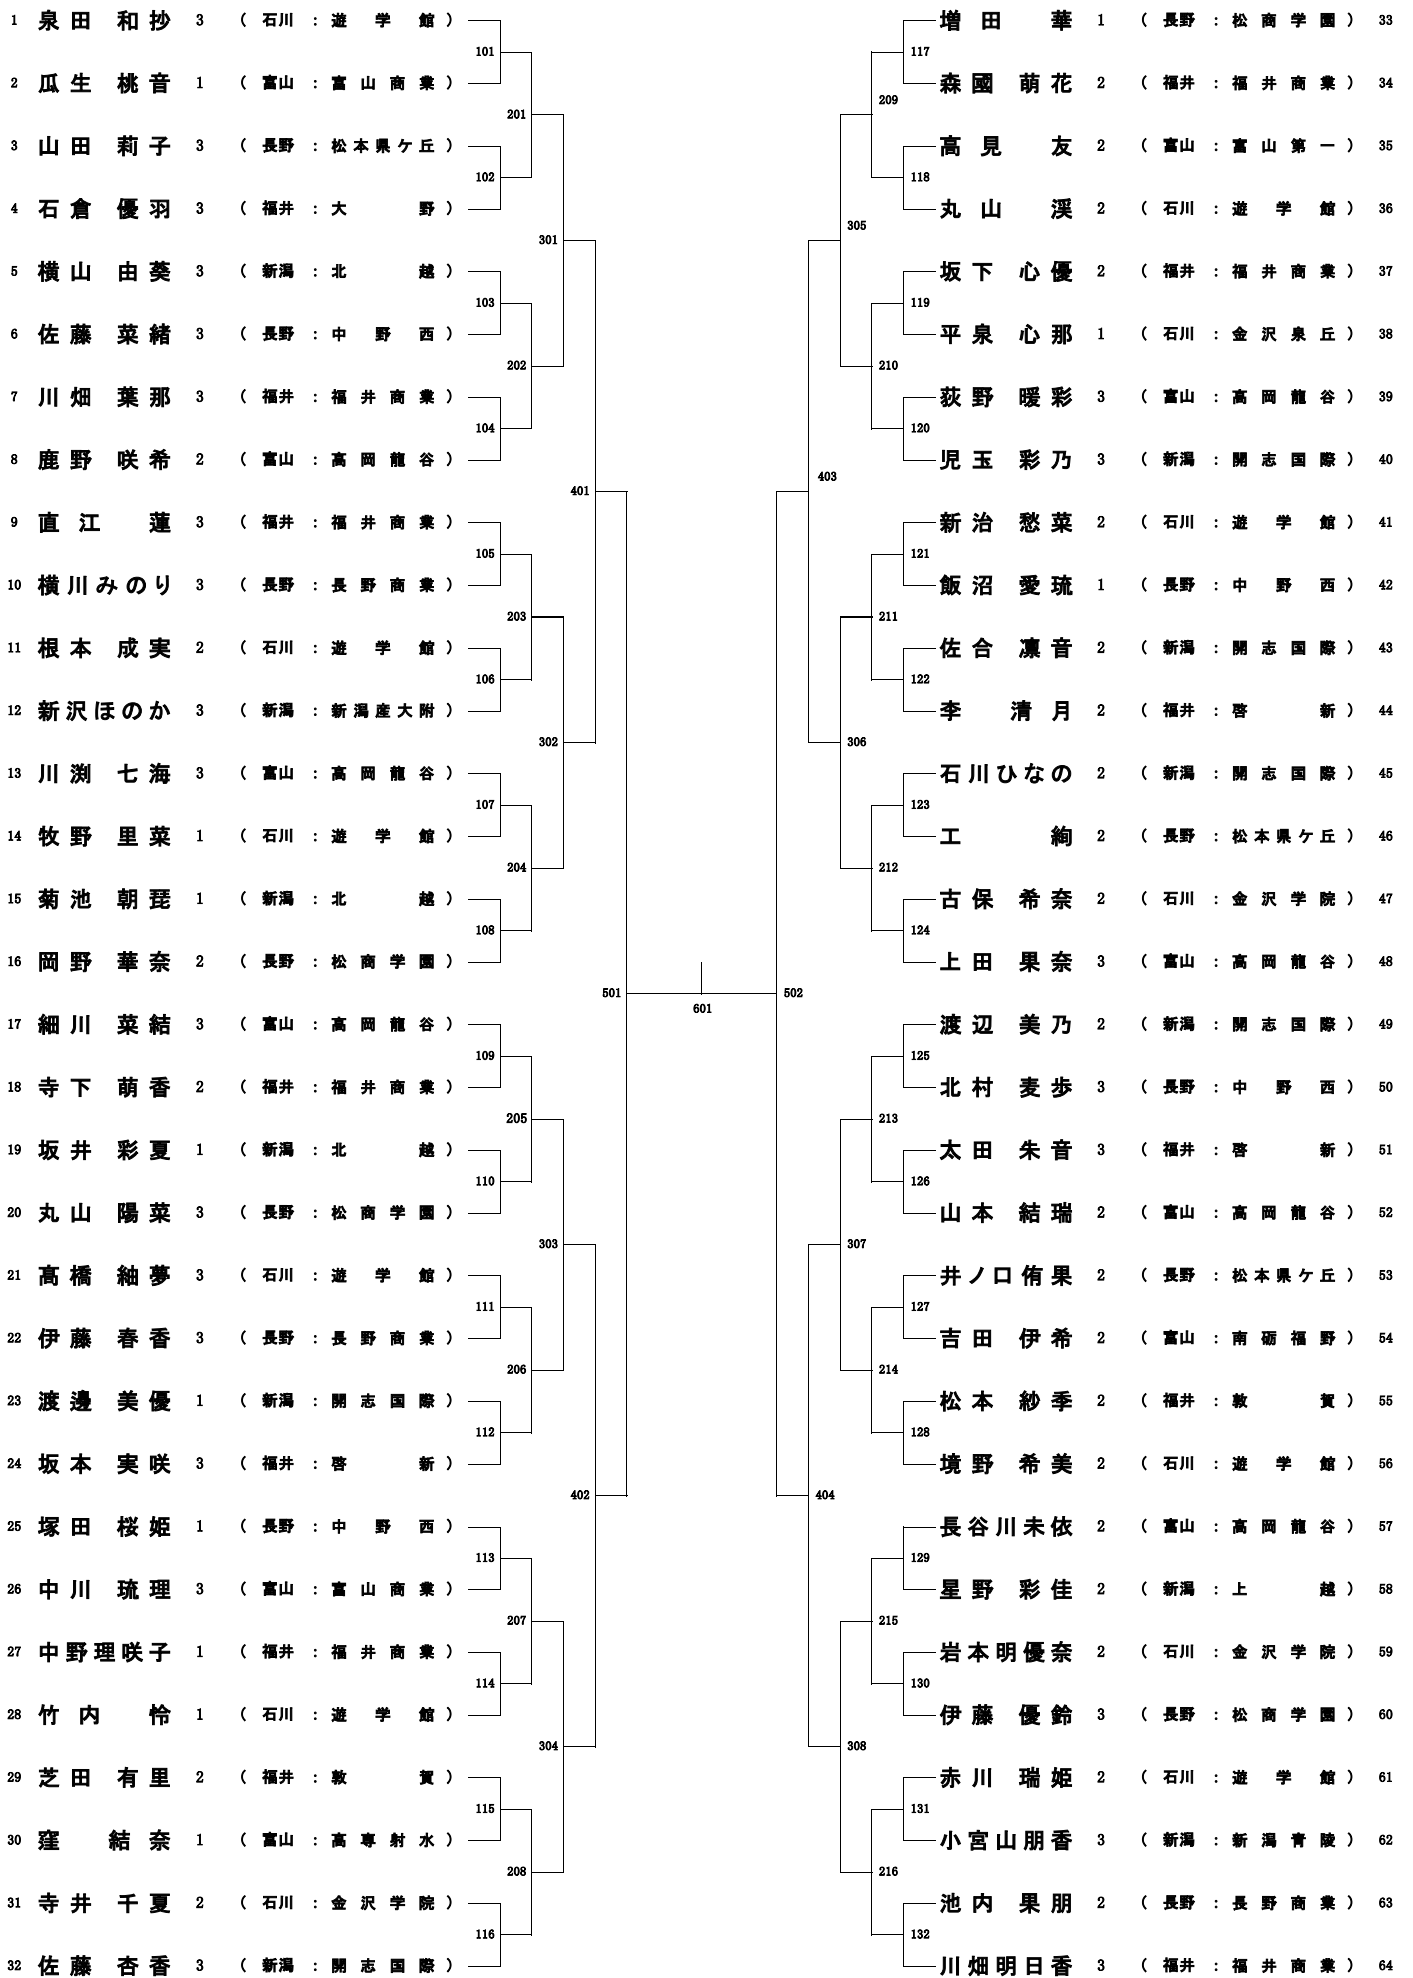 1 泉田 和抄 3 (石川:遊学館)
2 瓜生 桃音 1 (富山:富山商業)
3 山田 莉子 3 (長野:松本県ケ丘)
4 石倉 優羽 3 (福井:大野)
5 横山 由葵 3 (新潟:北越)
6 佐藤 菜緒 3 (長野:中野西)
7 川畑 葉那 3 (福井:福井商業)
8 鹿野 咲希 2 (富山:高岡龍谷)
9 直江 蓮 3 (福井:福井商業)
10 横川みのり 3 (長野:長野商業)
11 根本 成実 2 (石川:遊学館)
12 新沢ほのか 3 (新潟:新潟産大附)
13 川渕 七海 3 (富山:高岡龍谷)
14 牧野 里菜 1 (石川:遊学館)
15 菊池 朝琵 1 (新潟:北越)
16 岡野 華奈 2 (長野:松商学園)
17 細川 菜結 3 (富山:高岡龍谷)
18 寺下 萌香 2 (福井:福井商業)
19 坂井 彩夏 1 (新潟:北越)
20 丸山 陽菜 3 (長野:松商学園)
21 髙橋 紬夢 3 (石川:遊学館)
22 伊藤 春香 3 (長野:長野商業)
23 渡邊 美優 1 (新潟:開志国際)
24 坂本 実咲 3 (福井:啓新)
25 塚田 桜姫 1 (長野:中野西)
26 中川 琉理 3 (富山:富山商業)
27 中野理咲子 1 (福井:福井商業)
28 竹内 怜 1 (石川:遊学館)
29 芝田 有里 2 (福井:敦賀)
30 窪 結奈 1 (富山:高専射水)
31 寺井 千夏 2 (石川:金沢学院)
32 佐藤 杏香 3 (新潟:開志国際)
101
102
103
104
105
106
107
108
109
110
111
112
113
114
115
116
201
202
203
204
205
206
207
208
301
302
303
304
401
402
501
601
502
403
404
305
306
307
308
209
210
211
212
213
214
215
216
117
118
119
120
121
122
123
124
125
126
127
128
129
130
131
132
増田 華 1 (長野:松商学園) 33
森國 萌花 2 (福井:福井商業) 34
高見 友 2 (富山:富山第一) 35
丸山 渓 2 (石川:遊学館) 36
坂下 心優 2 (福井:福井商業) 37
平泉 心那 1 (石川:金沢泉丘) 38
荻野 暖彩 3 (富山:高岡龍谷) 39
児玉 彩乃 3 (新潟:開志国際) 40
新治 愁菜 2 (石川:遊学館) 41
飯沼 愛琉 1 (長野:中野西) 42
佐合 凛音 2 (新潟:開志国際) 43
李 清月 2 (福井:啓新) 44
石川ひなの 2 (新潟:開志国際) 45
工 絢 2 (長野:松本県ケ丘) 46
古保 希奈 2 (石川:金沢学院) 47
上田 果奈 3 (富山:高岡龍谷) 48
渡辺 美乃 2 (新潟:開志国際) 49
北村 麦歩 3 (長野:中野西) 50
太田 朱音 3 (福井:啓新) 51
山本 結瑞 2 (富山:高岡龍谷) 52
井ノ口侑果 2 (長野:松本県ケ丘) 53
吉田 伊希 2 (富山:南砺福野) 54
松本 紗季 2 (福井:敦賀) 55
境野 希美 2 (石川:遊学館) 56
長谷川未依 2 (富山:高岡龍谷) 57
星野 彩佳 2 (新潟:上越) 58
岩本明優奈 2 (石川:金沢学院) 59
伊藤 優鈴 3 (長野:松商学園) 60
赤川 瑞姫 2 (石川:遊学館) 61
小宮山朋香 3 (新潟:新潟青陵) 62
池内 果朋 2 (長野:長野商業) 63
川畑明日香 3 (福井:福井商業) 64